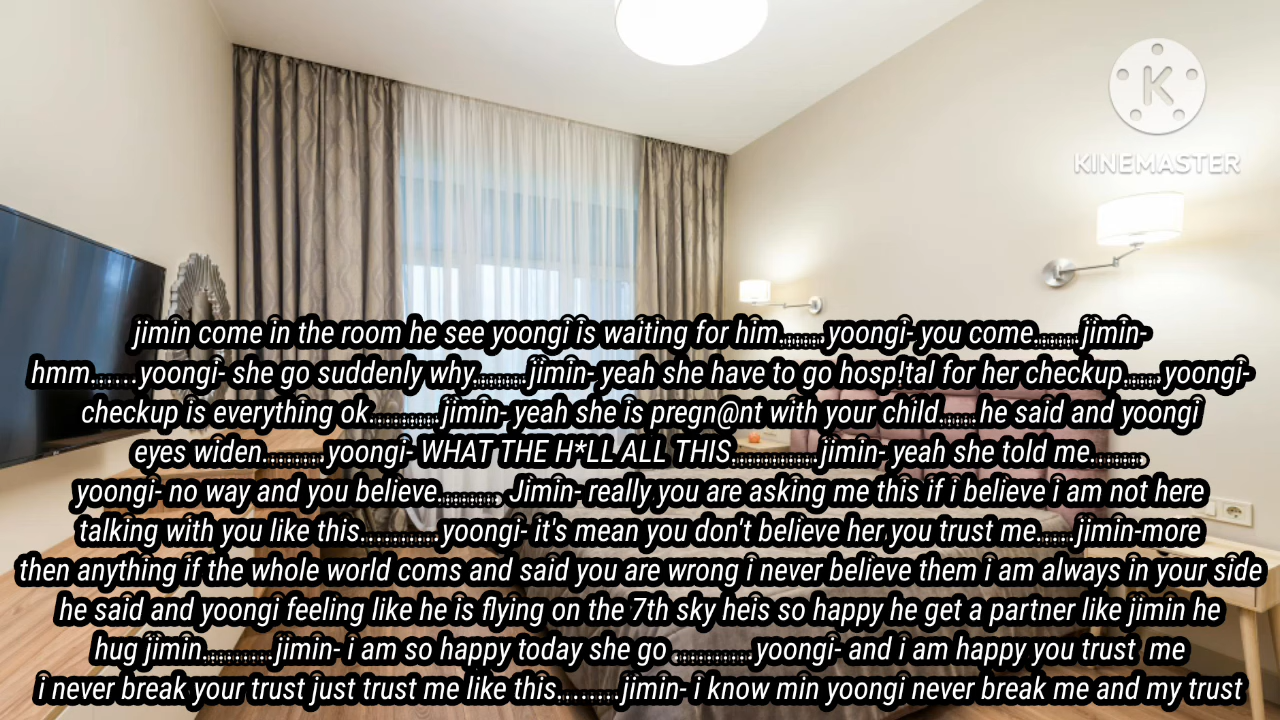 KINEMASTER
jimin come in the room he see yoongi is waiting for him........yoongi- you come........jimin-
hmm......yoongi- she go suddenly why.........jimin- yeah she have to go hosp!tal for her checkup.......yoongi-
checkup is everything ok............jimin- yeah she is pregn@nt with your child.......he said and yoongi
eyes widen..........yoongi- WHAT THE H*LL ALL THIS...............jimin- yeah she told me..........
yoongi- no way and you believe........... Jimin- really you are asking me this if i believe i am not here
talking with you like this..............yoongi- it's mean you don't believe her you trust me.......jimin-more
then anything if the whole world coms and said you are wrong i never believe them i am always in your side
he said and yoongi feeling like he is flying on the 7th sky heis so happy he get a partner like jimin he
hug jimin............jimin- i am so happy today she go ..............yoongi- and i am happy you trust me
i never break your trust just trust me like this.........jimin- i know min yoongi never break me and my trust